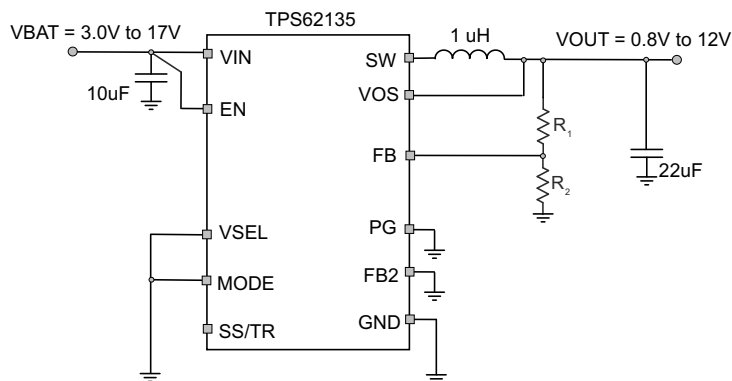 TPS62135
VBAT = 3.0V to 17V
VIN
10uF
EN
VSEL
MODE
SS/TR
SW
1 uH
VOUT = 0.8V to 12V
VOS
R1
FB
R2
22uF
PG
FB2
GND